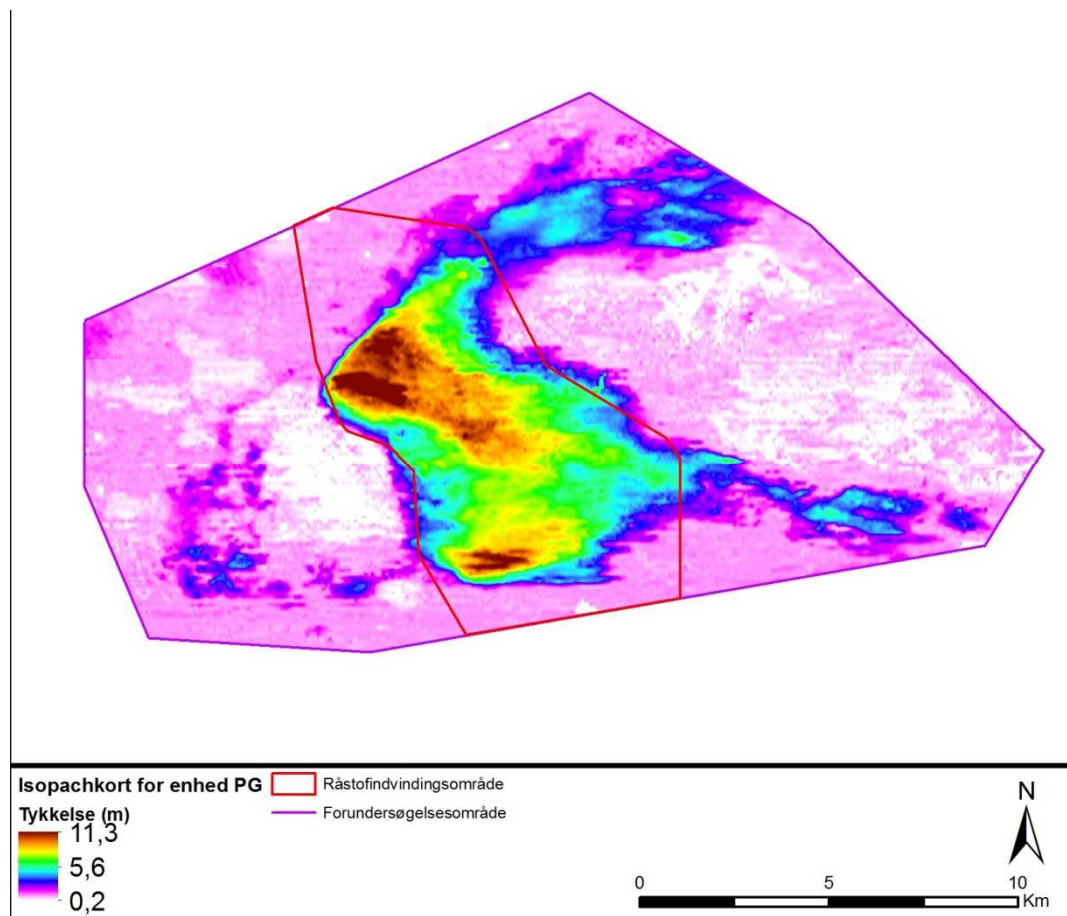 Isopachkort for enhed PG
Råstofindvindingsområde
Tykkelse (m)
Forundersøgelsesområde
11,3
5,6
0,2
N
0 5 10
Km